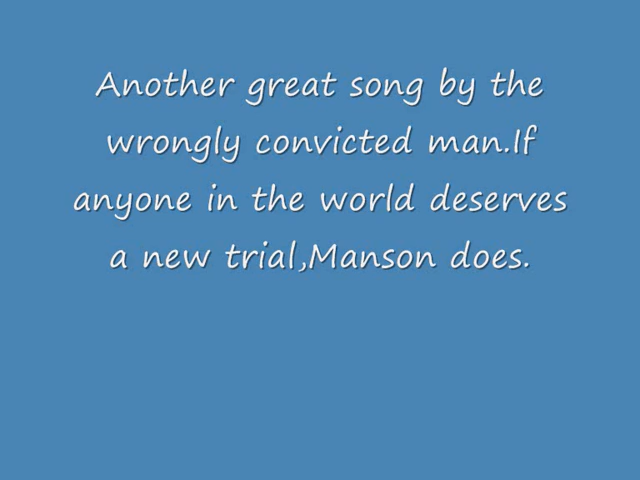 Another great song by the
wrongly convicted man.If
anyone in the world deserves
a new trial,Manson does.